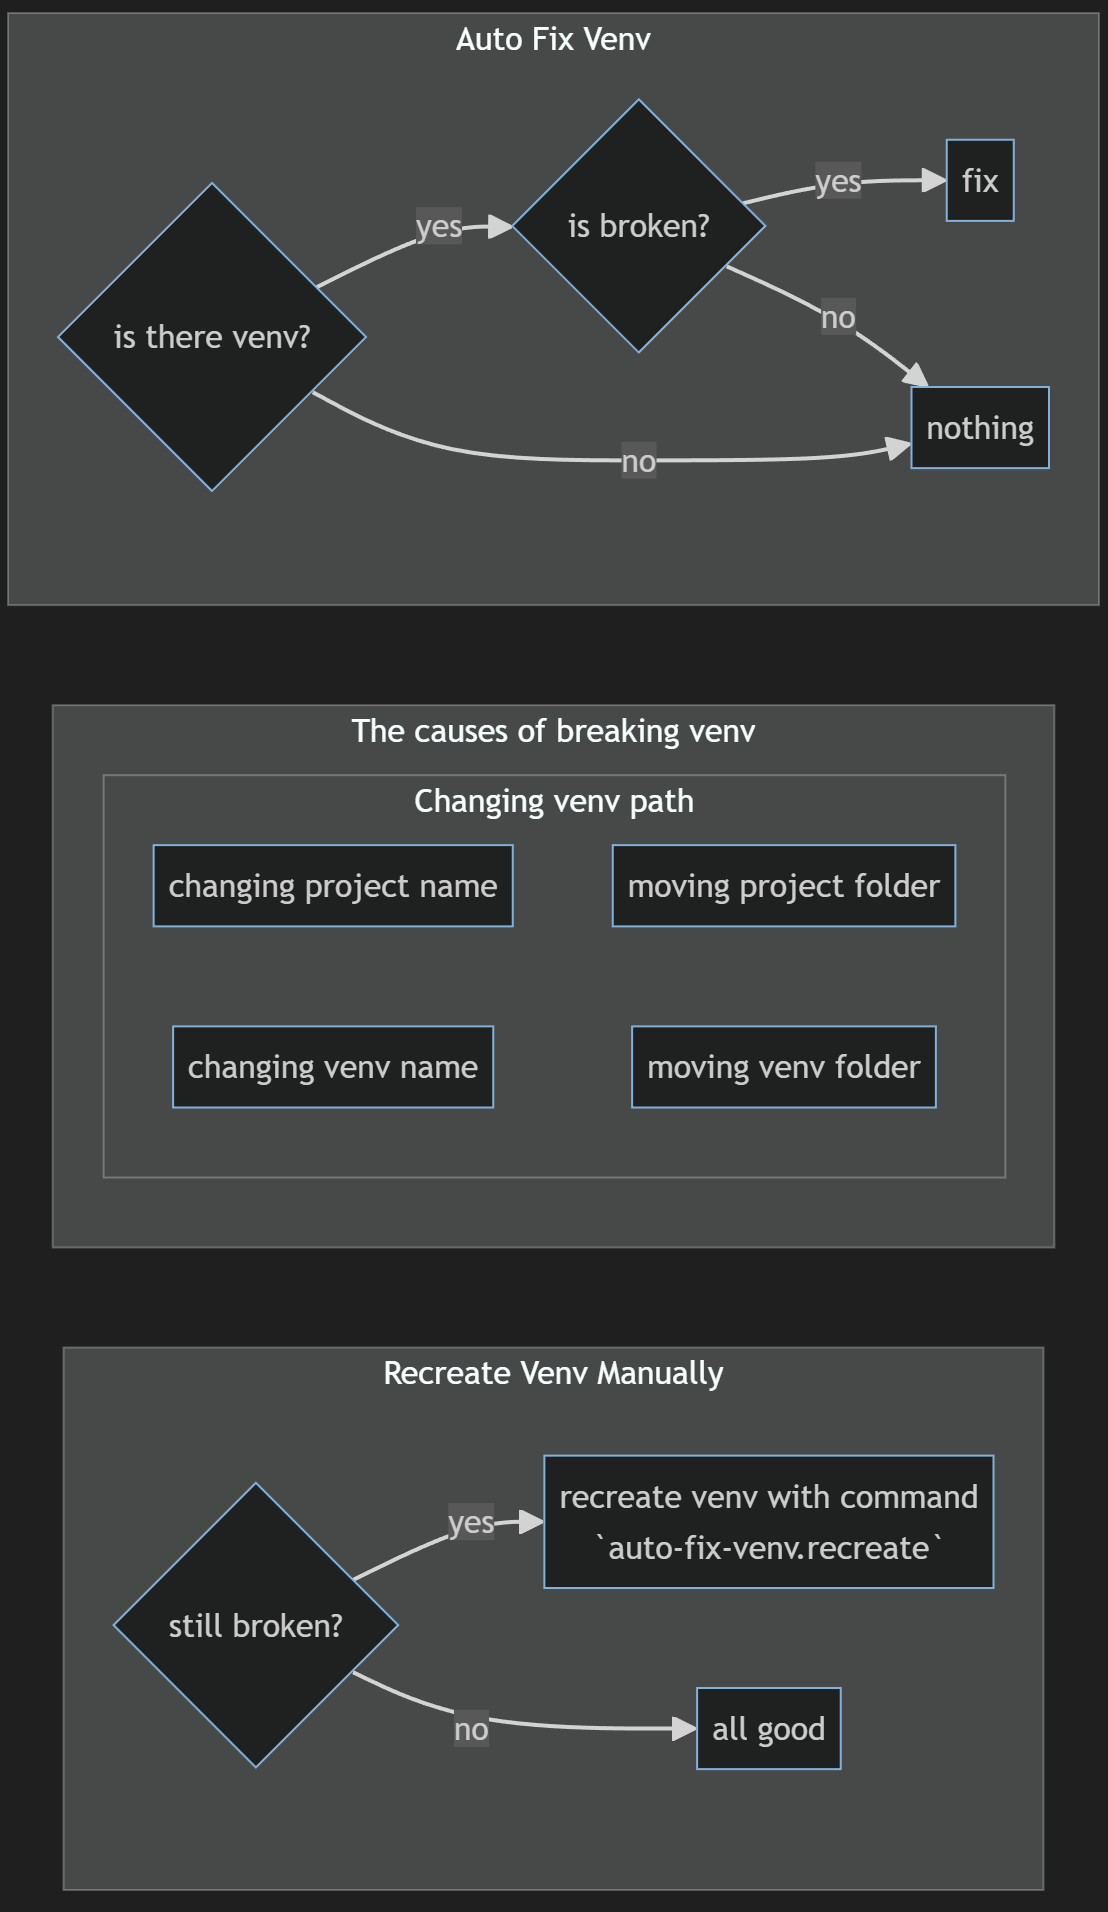 Auto Fix Venv
is there venv?
yes
is broken?
yes
fix
no
nothing
no
The causes of breaking venv
Changing venv path
changing project name
moving project folder
changing venv name
moving venv folder
Recreate Venv Manually
still broken?
yes
recreate venv with command
`auto-fix-venv.recreate`
no
all good